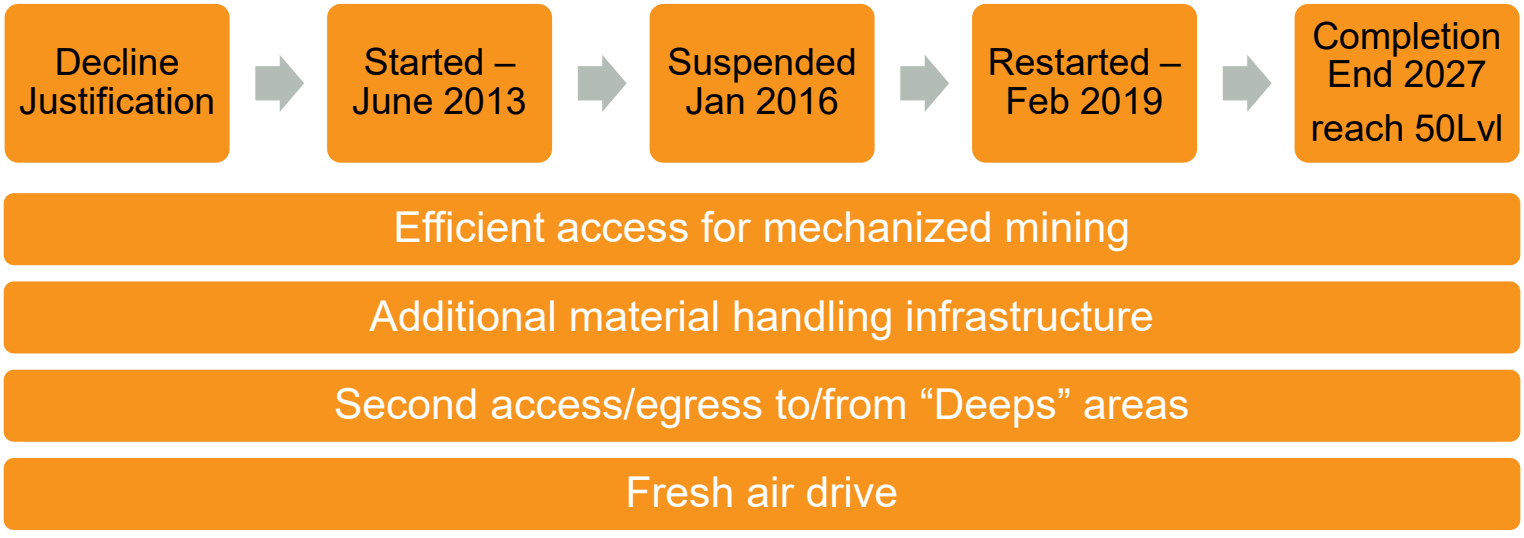 Decline
Justification
Started –
June 2013
Suspended
Jan 2016
Restarted –
Feb 2019
Completion
End 2027
reach 50Lvl
Efficient access for mechanized mining
Additional material handling infrastructure
Second access/egress to/from “Deeps” areas
Fresh air drive